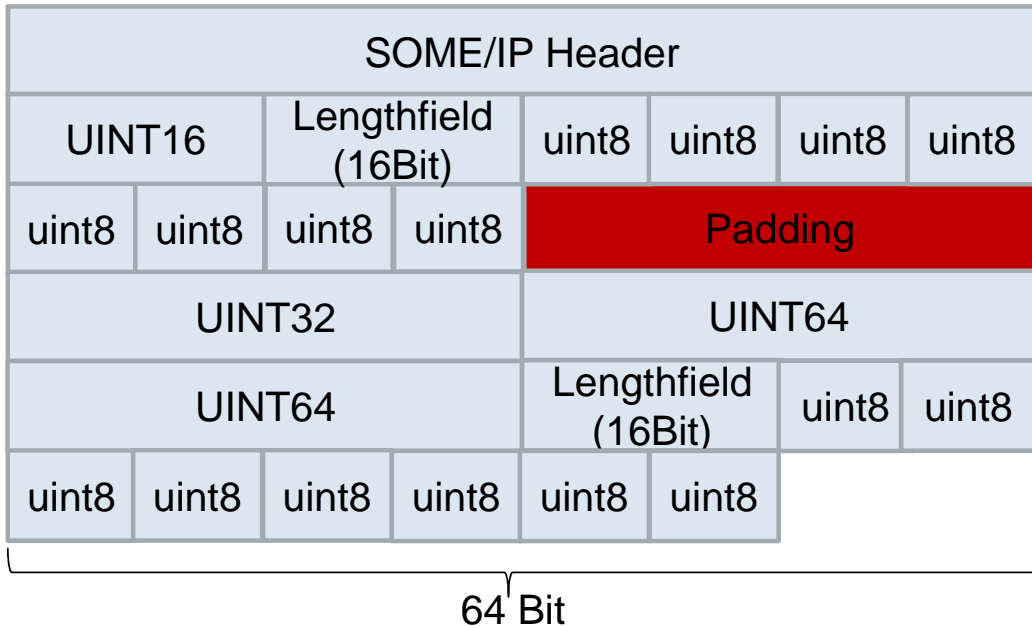 SOME/IP Header
UINT16 Lengthfield (16Bit) uint8 uint8 uint8 uint8
uint8 uint8 uint8 uint8 Padding
UINT32 UINT64
UINT64 Lengthfield (16Bit) uint8 uint8
uint8 uint8 uint8 uint8 uint8 uint8
64 Bit